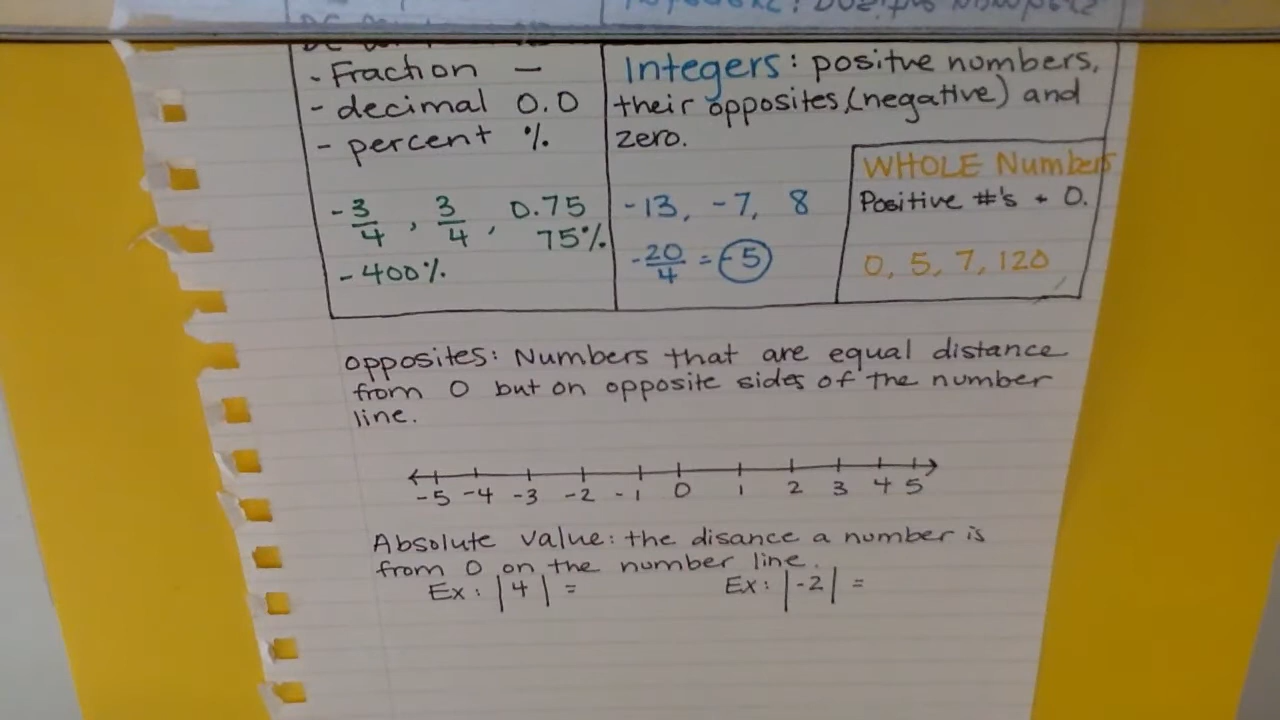 - Fraction —
- decimal 0.0
- percent %
-3/4, 3/4, 0.75
75%
-400%
Integers: positve numbers,
their opposites,(negative) and
zero.
-13, -7, 8
-20/4 = -5
WHOLE Numbers
Positive #'s + 0.
0, 5, 7, 120
opposites: Numbers that are equal distance
from 0 but on opposite sides of the number
line.
-5 -4 -3 -2 -1 0 1 2 3 4 5
Absolute value: the disance a number is
from 0 on the number line.
Ex: |4| = Ex: |-2| =